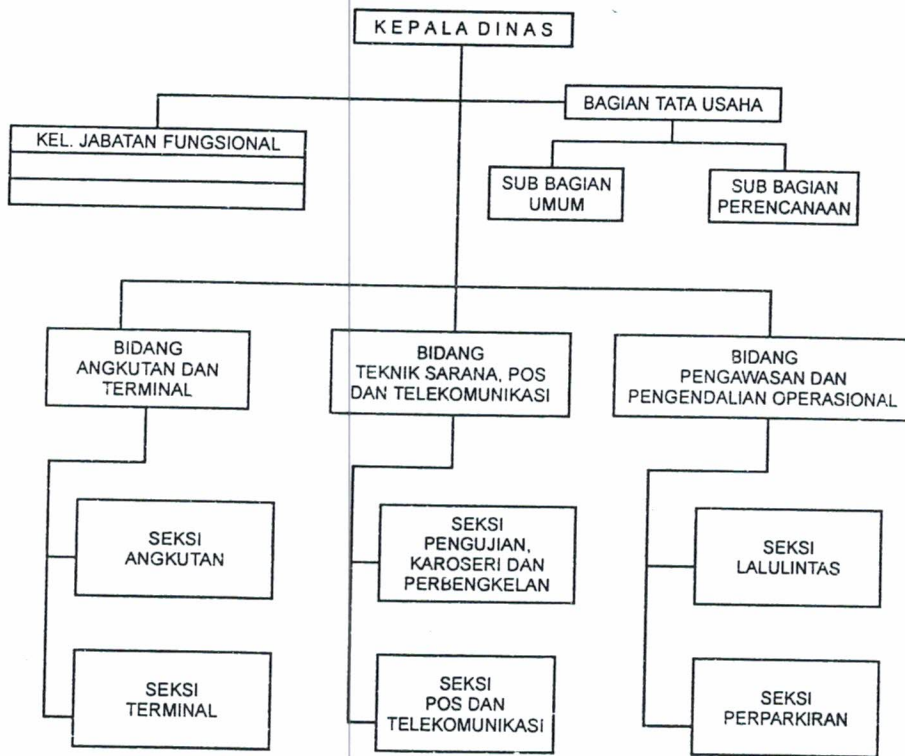 KEPALA DINAS
BAGIAN TATA USAHA
KEL. JABATAN FUNGSIONAL
SUB BAGIAN
UMUM
SUB BAGIAN
PERENCANAAN
BIDANG
ANGKUTAN DAN
TERMINAL
BIDANG
TEKNIK SARANA, POS
DAN TELEKOMUNIKASI
BIDANG
PENGAWASAN DAN
PENGENDALIAN OPERASIONAL
SEKSI
ANGKUTAN
SEKSI
PENGUJIAN,
KAROSERI DAN
PERBENGKELAN
SEKSI
LALULINTAS
SEKSI
TERMINAL
SEKSI
POS DAN
TELEKOMUNIKASI
SEKSI
PERPARKIRAN